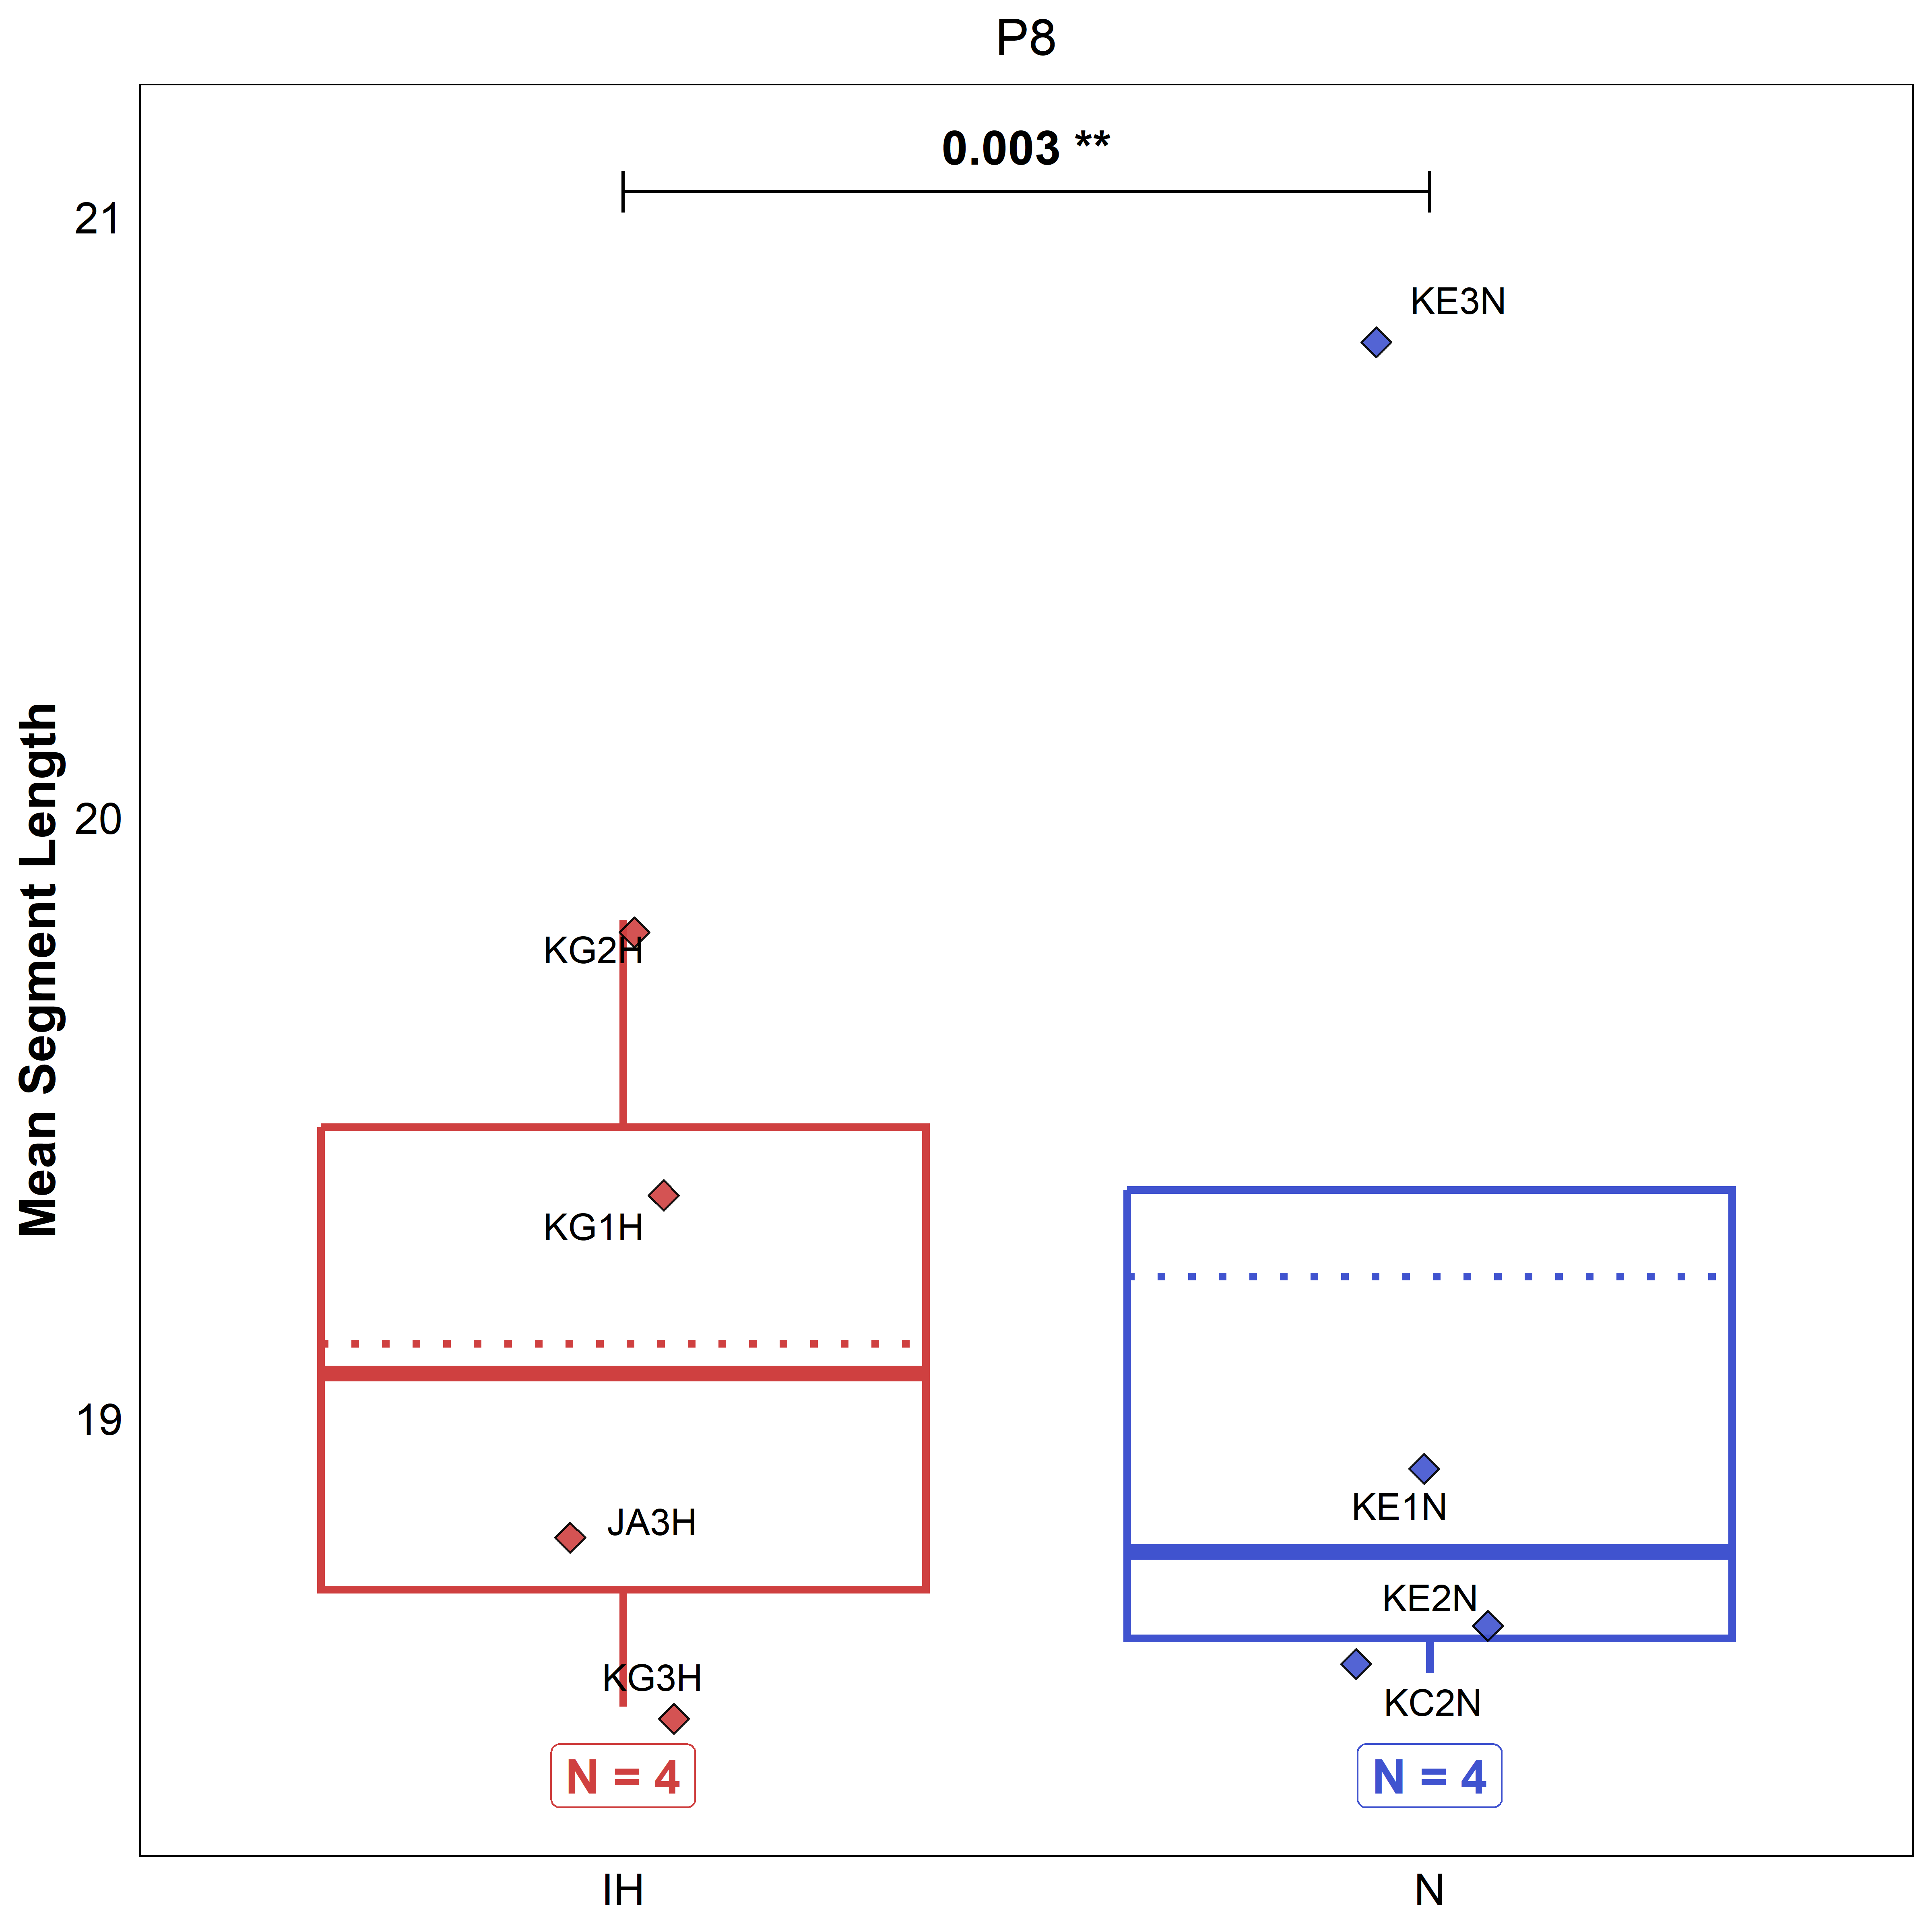 P8
0.003 **
21
KE3N
20
Mean Segment Length
KG2H
KG1H
19
KE1N
JA3H
KE2N
KG3H
KC2N
N = 4
N = 4
IH
N